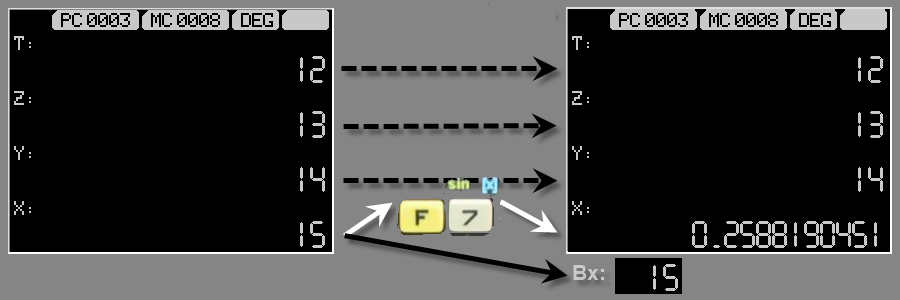 PC 0003 MC 0008 DEG PC 0003 MC 0008 DEG
T: T:
12 12
Z: Z:
13 13
Y: Y:
14 14
sin [x]
X: X:
F 7
15 0.2588190451
Bx: 15